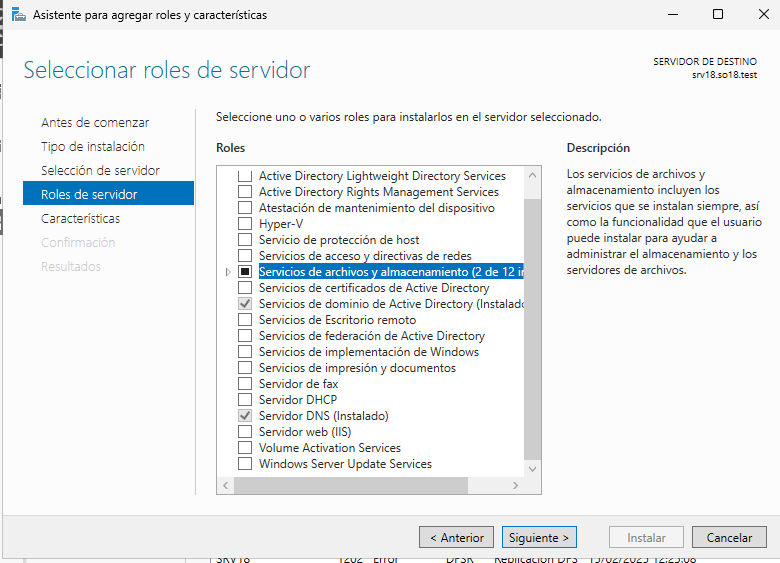 Asistente para agregar roles y características
Seleccionar roles de servidor
SERVIDOR DE DESTINO
srv18.so18.test
Antes de comenzar
Tipo de instalación
Selección de servidor
Roles de servidor
Características
Confirmación
Resultados
Seleccione uno o varios roles para instalarlos en el servidor seleccionado.
Roles
Active Directory Lightweight Directory Services
Active Directory Rights Management Services
Atestación de mantenimiento del dispositivo
Hyper-V
Servicio de protección de host
Servicios de acceso y directivas de redes
Servicios de archivos y almacenamiento (2 de 12 in
Servicios de certificados de Active Directory
Servicios de dominio de Active Directory (Instalado
Servicios de Escritorio remoto
Servicios de federación de Active Directory
Servicios de implementación de Windows
Servicios de impresión y documentos
Servidor de fax
Servidor DHCP
Servidor DNS (Instalado)
Servidor web (IIS)
Volume Activation Services
Windows Server Update Services
Descripción
Los servicios de archivos y
almacenamiento incluyen los
servicios que se instalan siempre, así
como la funcionalidad que el usuario
puede instalar para ayudar a
administrar el almacenamiento y los
servidores de archivos.
< Anterior
Siguiente >
Instalar
Cancelar
SRV18 1202 Error DFSR Replicación DFS 15/02/2025 12:25:08